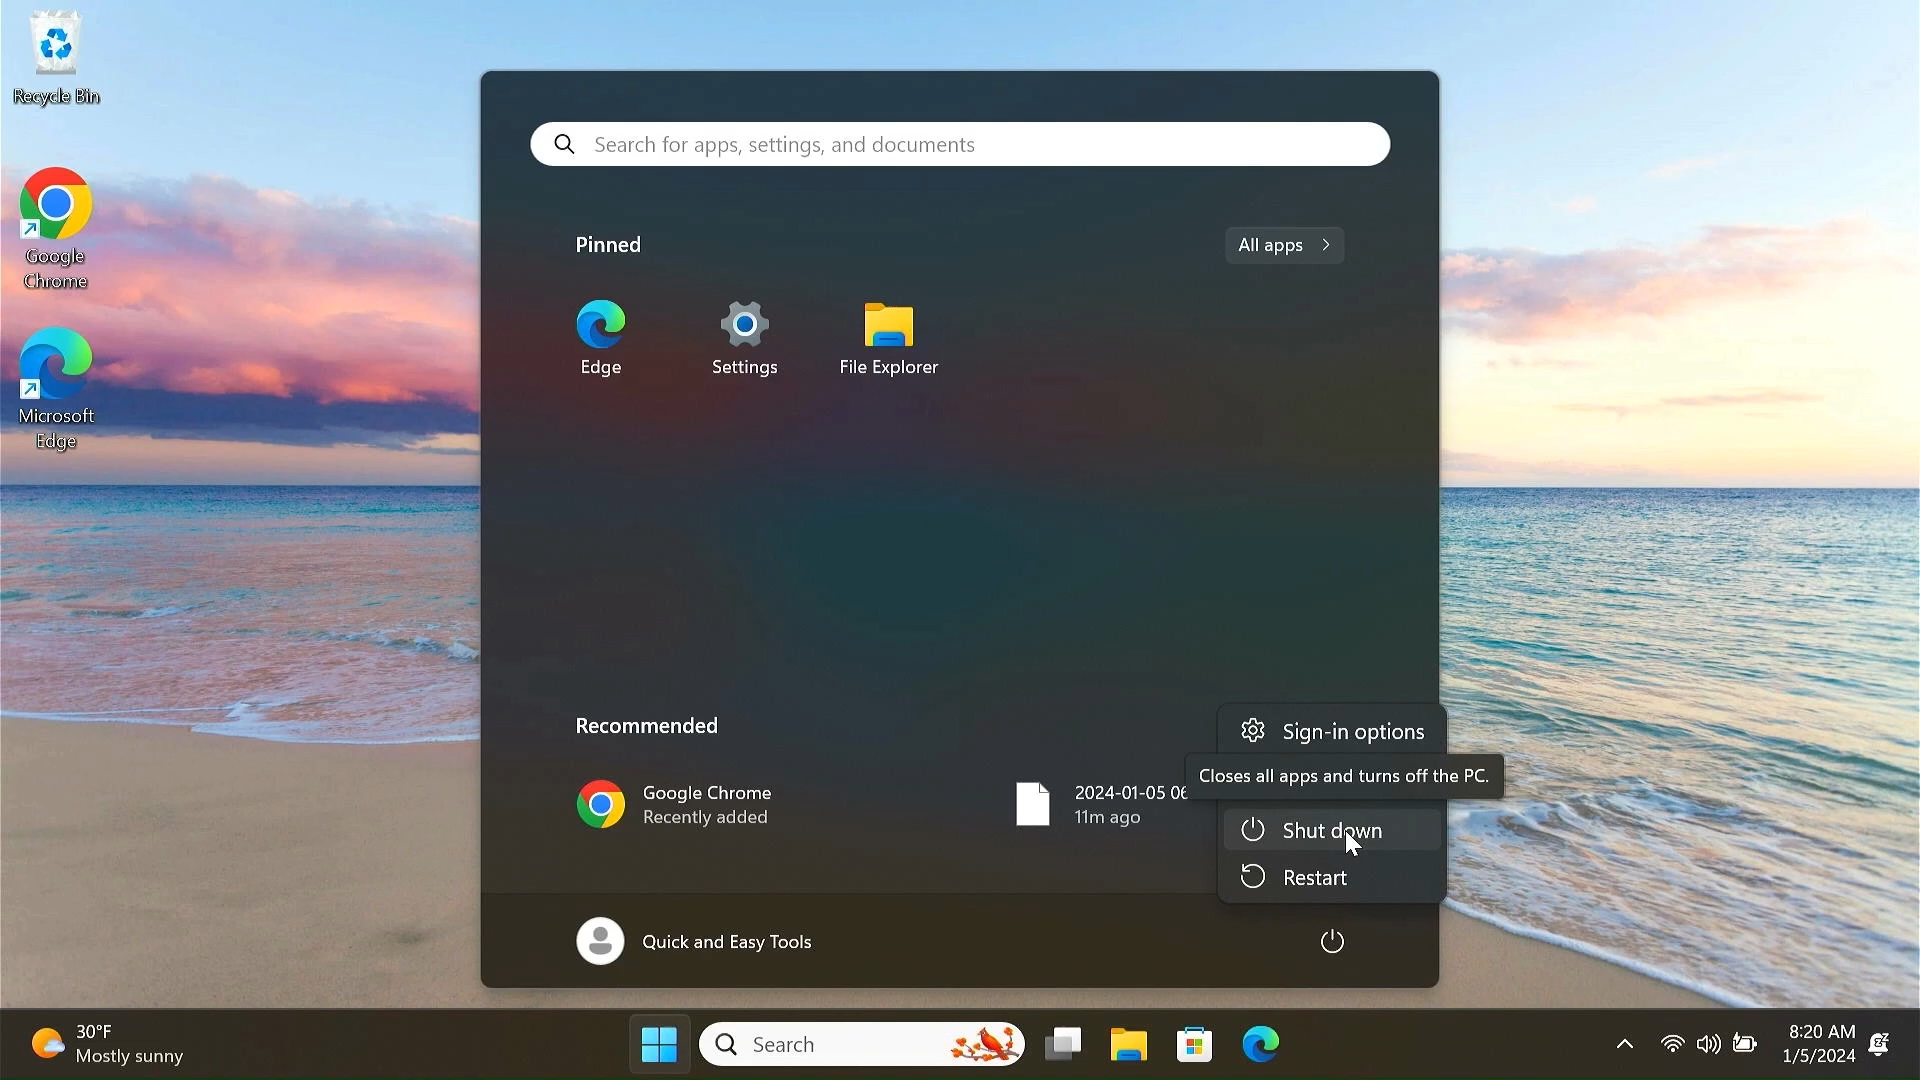 Recycle Bin
Google
Chrome
Microsoft
Edge
Search for apps, settings, and documents
Pinned
All apps
Edge
Settings
File Explorer
Recommended
Google Chrome
Recently added
2024-01-05 06
11m ago
Sign-in options
Closes all apps and turns off the PC.
Shut down
Restart
Quick and Easy Tools
30°F
Mostly sunny
Search
8:20 AM
1/5/2024